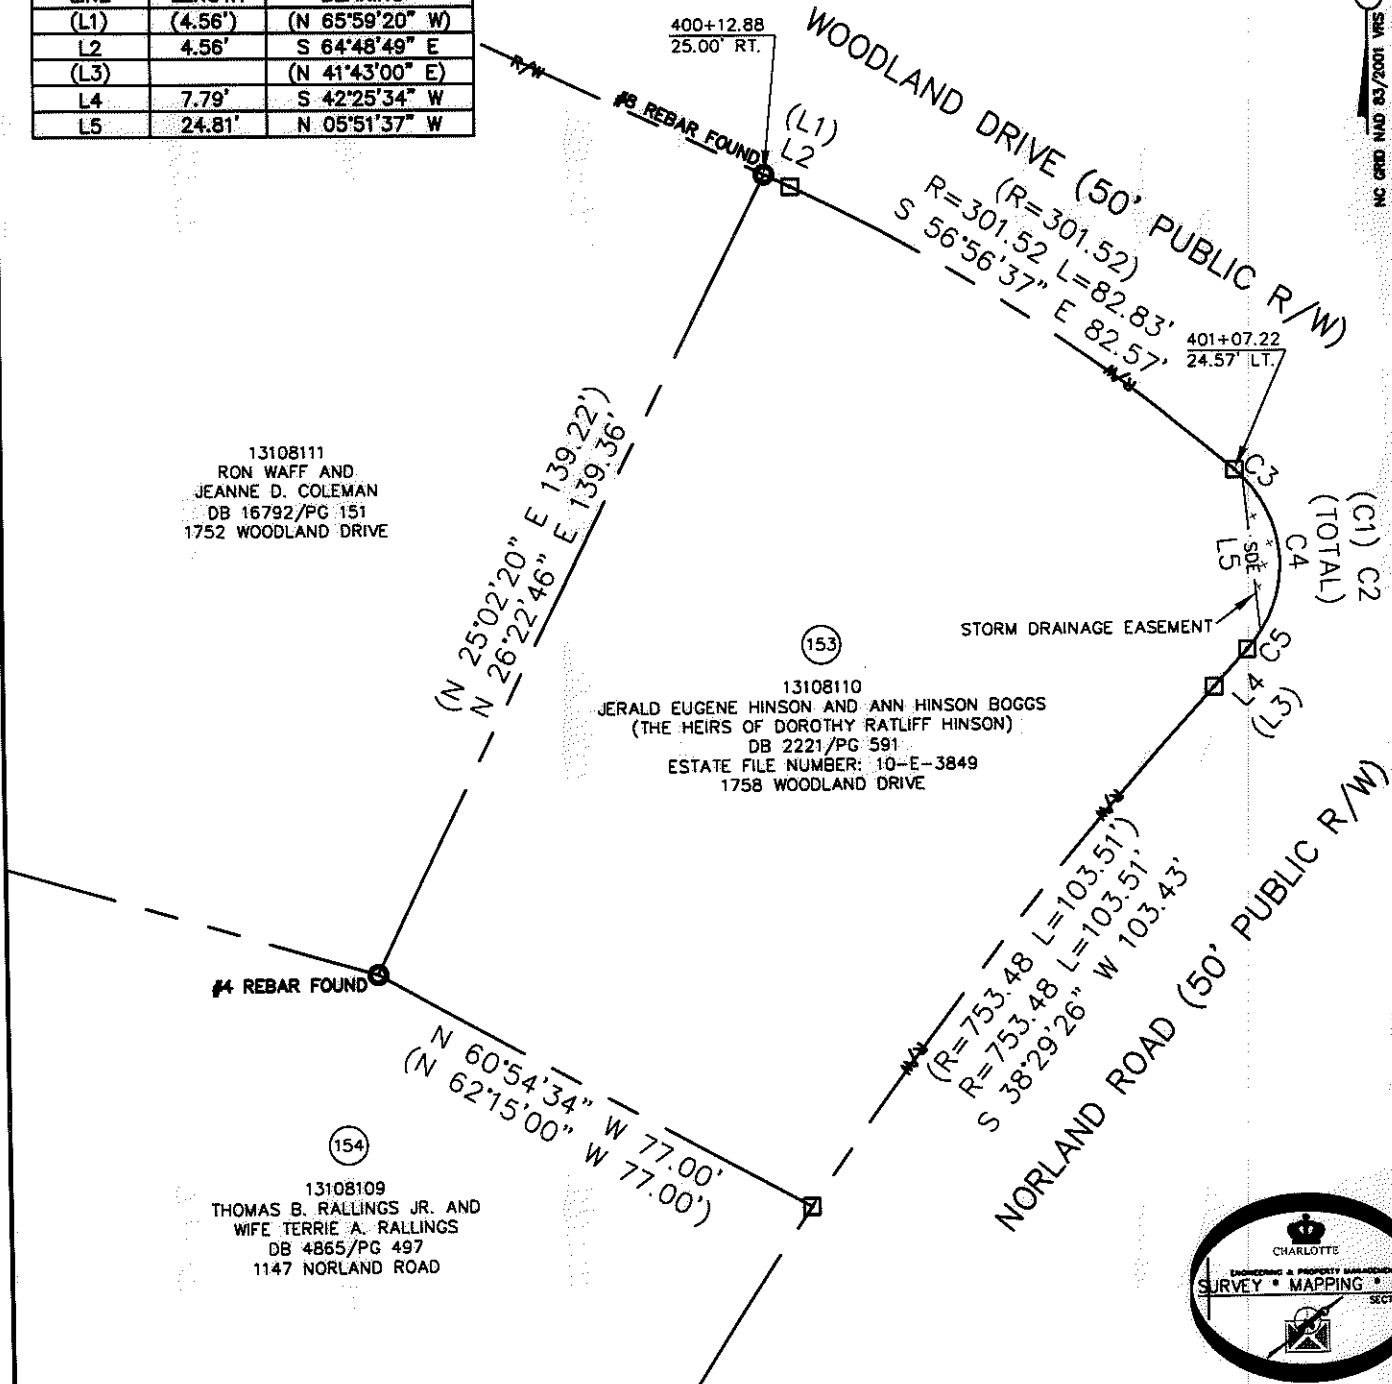 (L1) (4.56') (N 65°59'20" W)
L2 4.56' S 64°48'49" E
(L3) (N 41°43'00" E)
L4 7.79' S 42°25'34" W
L5 24.81' N 05°51'37" W
400+12.88
25.00' RT.
WOODLAND DRIVE (50' PUBLIC R/W)
NC GRID NAD 83/2001 VRS
R/W
#8 REBAR FOUND
(L1)
L2
(R=301.52)
R=301.52 L=82.83'
S 56°56'37" E 82.57'
R/W
401+07.22
24.57' LT.
C3
(C1) C2
(TOTAL)
C4
SDE
L5
STORM DRAINAGE EASEMENT
C5
L4
(L3)
13108111
RON WAFF AND
JEANNE D. COLEMAN
DB 16792/PG 151
1752 WOODLAND DRIVE
(N 25°02'20" E 139.22')
N 26°22'46" E 139.36'
153
13108110
JERALD EUGENE HINSON AND ANN HINSON BOGGS
(THE HEIRS OF DOROTHY RATLIFF HINSON)
DB 2221/PG 591
ESTATE FILE NUMBER: 10-E-3849
1758 WOODLAND DRIVE
R/W
(R=753.48 L=103.51')
R=753.48 L=103.51'
S 38°29'26" W 103.43'
R/W
NORLAND ROAD (50' PUBLIC R/W)
#4 REBAR FOUND
N 60°54'34" W 77.00'
(N 62°15'00" W 77.00')
154
13108109
THOMAS B. RALLINGS JR. AND
WIFE TERRIE A. RALLINGS
DB 4865/PG 497
1147 NORLAND ROAD
CHARLOTTE
ENGINEERING & PROPERTY
SURVEY * MAPPING *